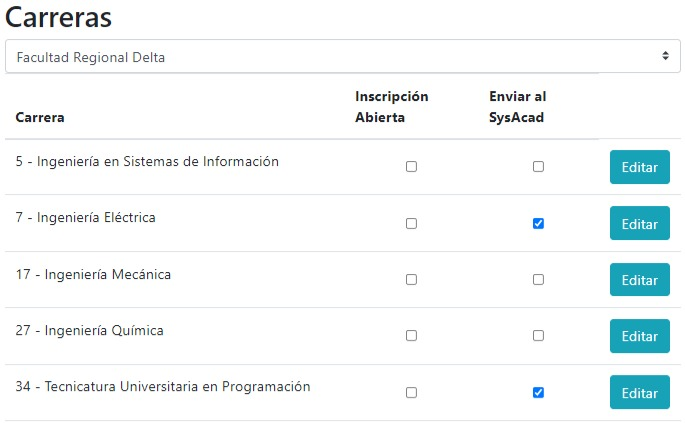 Carreras
Facultad Regional Delta
Carrera Inscripción Abierta Enviar al SysAcad
5 - Ingeniería en Sistemas de Información Editar
7 - Ingeniería Eléctrica Editar
17 - Ingeniería Mecánica Editar
27 - Ingeniería Química Editar
34 - Tecnicatura Universitaria en Programación Editar